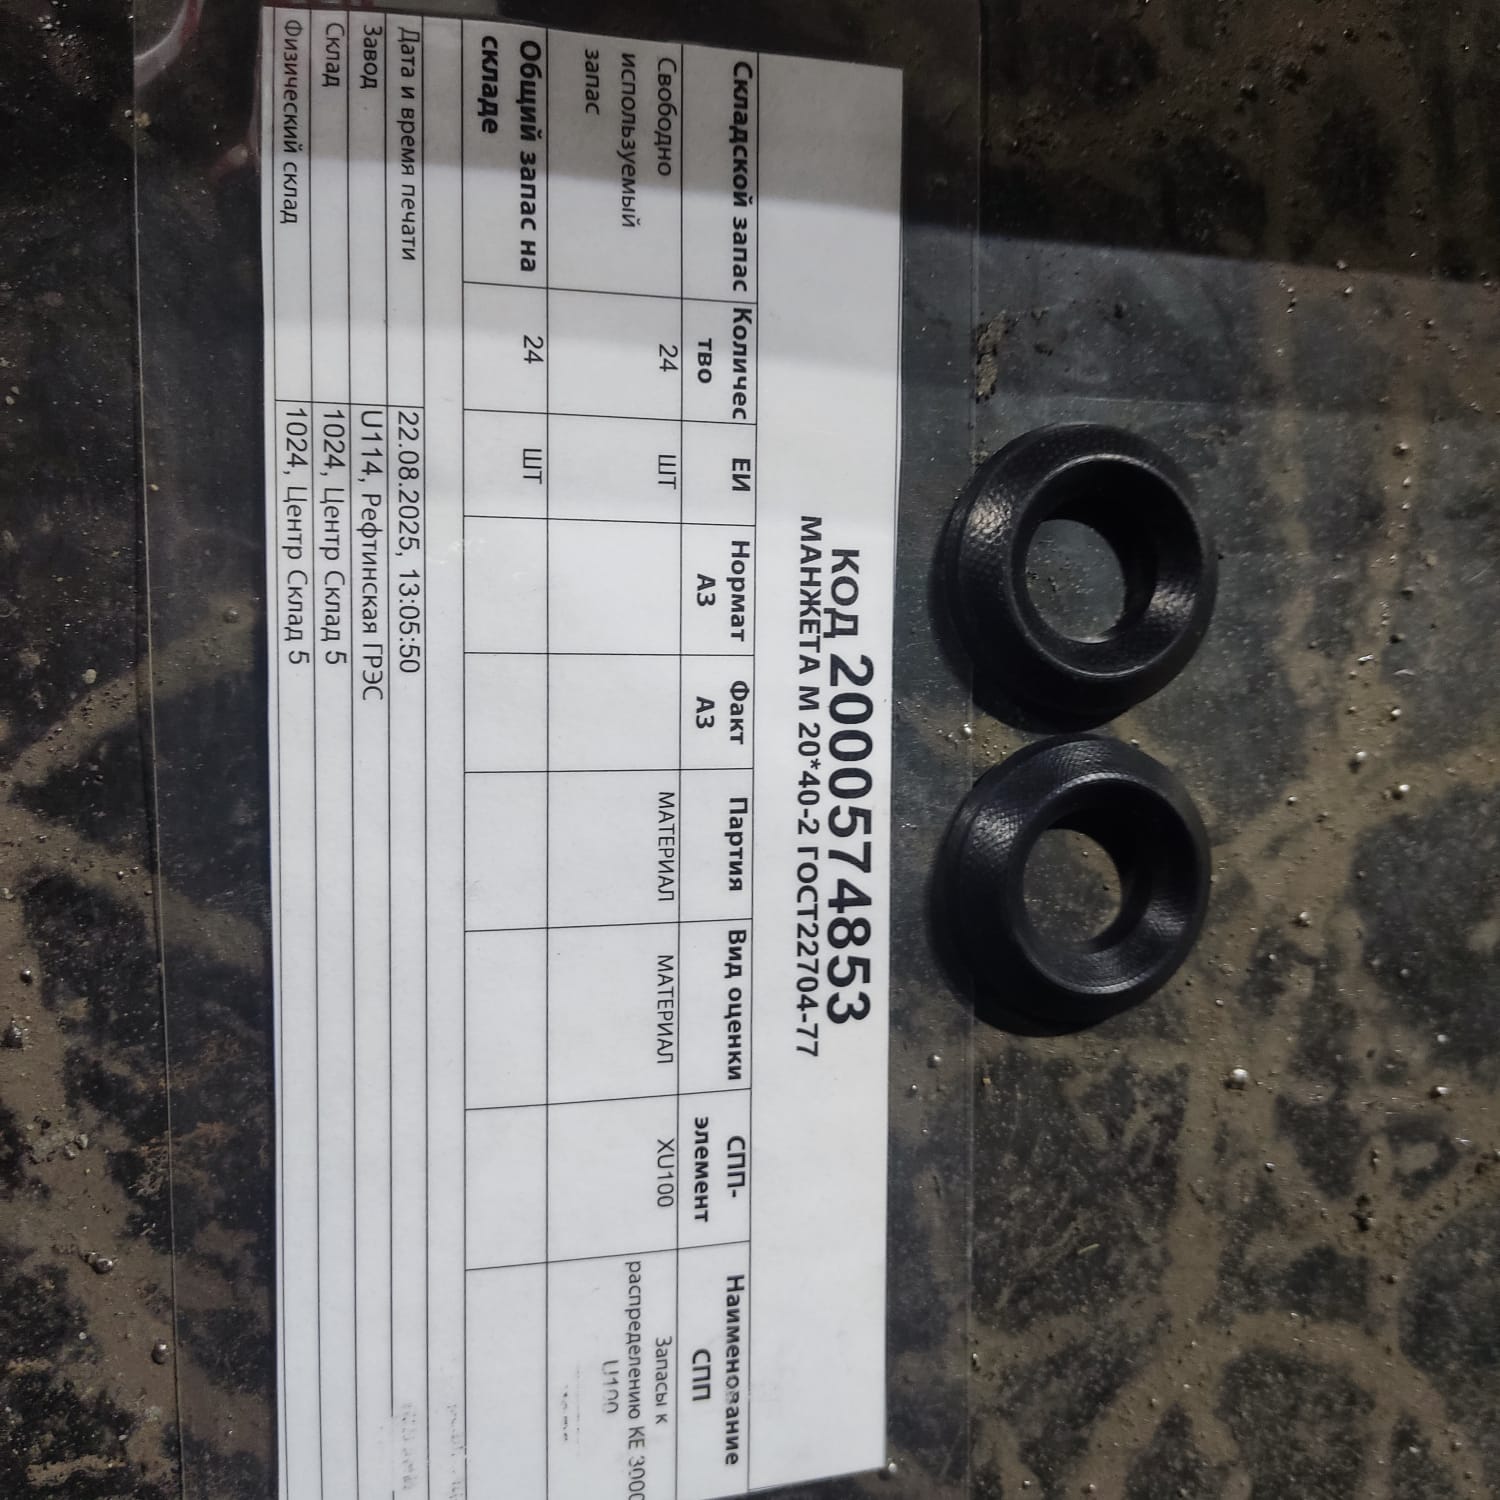 КОД 2000574853
МАНЖЕТА М 20*40-2 ГОСТ22704-77
Складской запас Количес ЕИ Нормат Факт Партия Вид оценки СПП- Наименование
тво АЗ АЗ элемент СПП
Свободно 24 ШТ МАТЕРИАЛ МАТЕРИАЛ XU100 Запасы к
используемый распределению КЕ 3000
запас U100
Общий запас на 24 ШТ
складе
Дата и время печати 22.08.2025, 13:05:50
Завод U114, Рефтинская ГРЭС
Склад 1024, Центр Склад 5
Физический склад 1024, Центр Склад 5